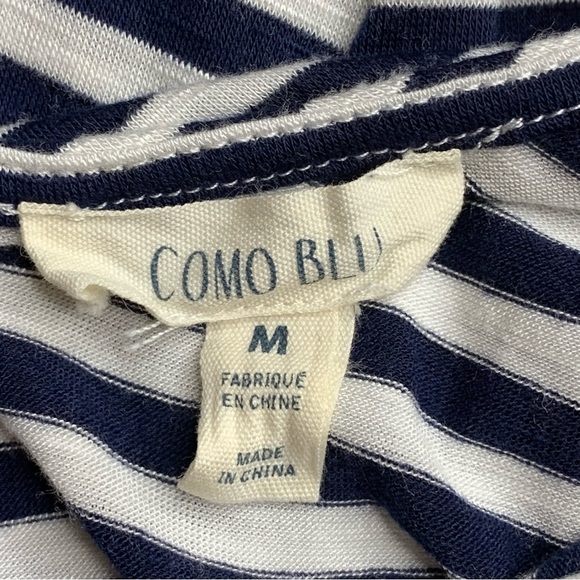 COMO BLU
M
FABRIQUÉ
EN CHINE
MADE
IN CHINA